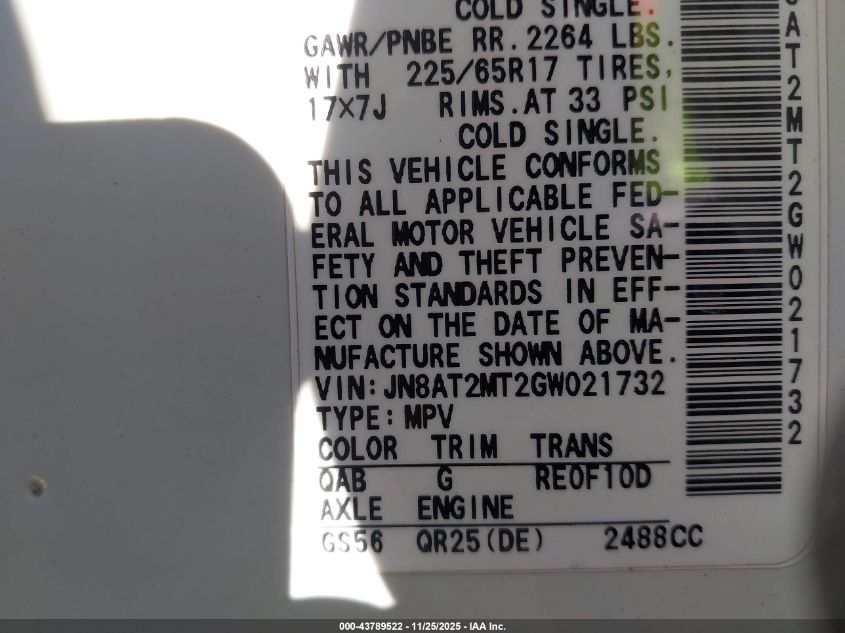 COLD SINGLE.
GAWR/PNBE RR. 2264 LBS.
WITH 225/65R17 TIRES,
17X7J RIMS. AT 33 PSI
COLD SINGLE.
THIS VEHICLE CONFORMS
TO ALL APPLICABLE FED-
ERAL MOTOR VEHICLE SA-
FETY AND THEFT PREVEN-
TION STANDARDS IN EFF-
ECT ON THE DATE OF MA-
NUFACTURE SHOWN ABOVE.
VIN: JN8AT2MT2GW021732
TYPE: MPV
COLOR TRIM TRANS
QAB G RE0F10D
AXLE ENGINE
GS56 QR25(DE) 2488CC
AT2MT2GW021732
000-43789522 - 11/25/2025 - IAA Inc.